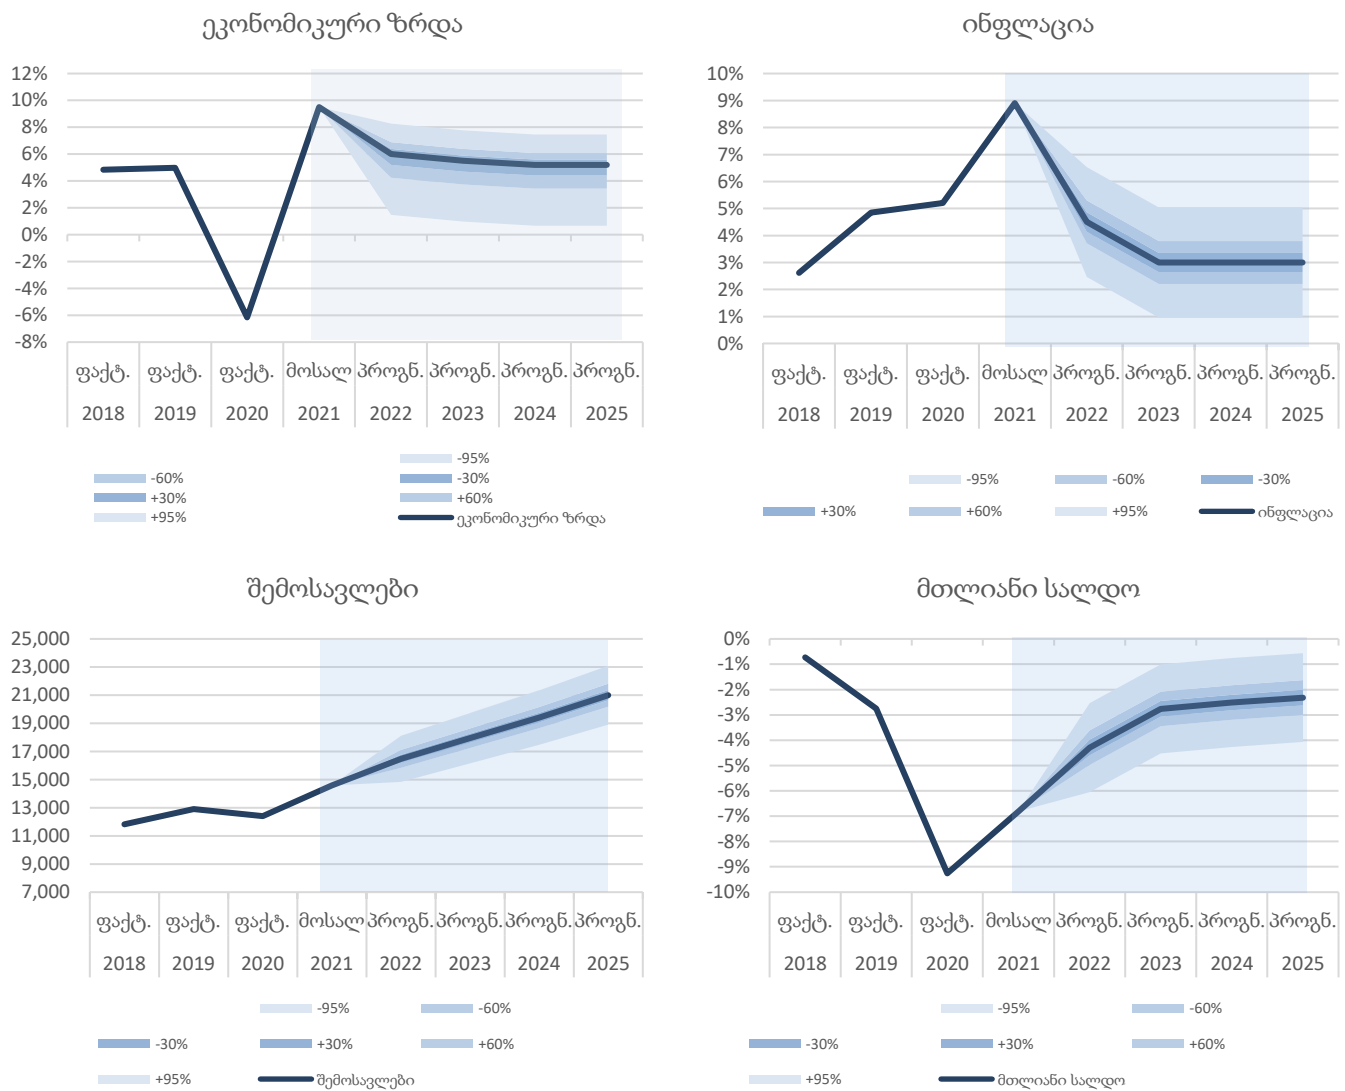 ეკონომიკური ზრდა
12%
10%
8%
6%
4%
2%
0%
-2%
-4%
-6%
-8%
ფაქტ. ფაქტ. ფაქტ. მოსალ პროგნ. პროგნ. პროგნ. პროგნ.
2018 2019 2020 2021 2022 2023 2024 2025
-95%
-60% -30%
+30% +60%
+95% ეკონომიკური ზრდა
ინფლაცია
10%
9%
8%
7%
6%
5%
4%
3%
2%
1%
0%
ფაქტ. ფაქტ. ფაქტ. მოსალ პროგნ. პროგნ. პროგნ. პროგნ.
2018 2019 2020 2021 2022 2023 2024 2025
-95% -60% -30%
+30% +60% +95% ინფლაცია
შემოსავლები
25,000
23,000
21,000
19,000
17,000
15,000
13,000
11,000
9,000
7,000
ფაქტ. ფაქტ. ფაქტ. მოსალ პროგნ. პროგნ. პროგნ. პროგნ.
2018 2019 2020 2021 2022 2023 2024 2025
-95% -60%
-30% +30% +60%
+95% შემოსავლები
მთლიანი სალდო
0%
-1%
-2%
-3%
-4%
-5%
-6%
-7%
-8%
-9%
-10%
ფაქტ. ფაქტ. ფაქტ. მოსალ პროგნ. პროგნ. პროგნ. პროგნ.
2018 2019 2020 2021 2022 2023 2024 2025
-95% -60%
-30% +30% +60%
+95% მთლიანი სალდო